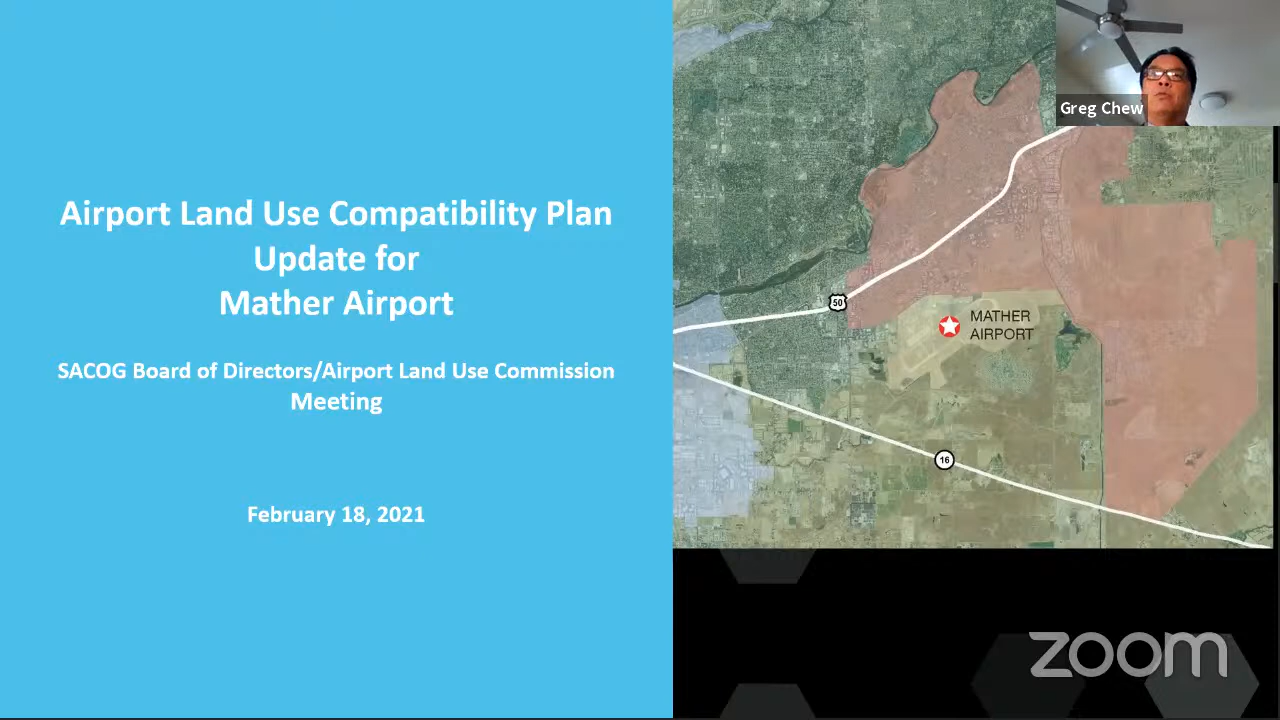 Airport Land Use Compatibility Plan
Update for
Mather Airport
SACOG Board of Directors/Airport Land Use Commission
Meeting
February 18, 2021
Greg Chew
50
MATHER
AIRPORT
16
zoom